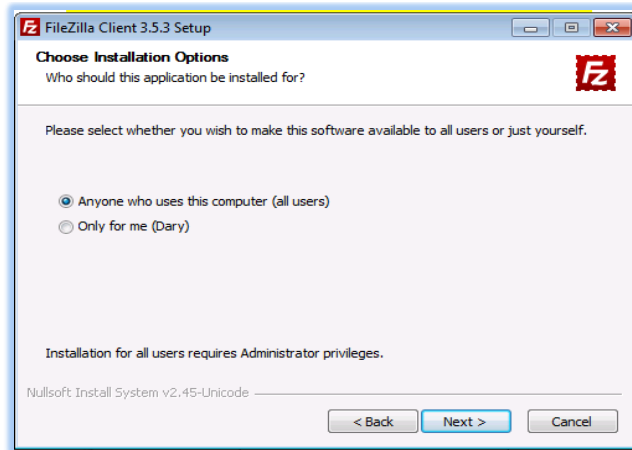 FileZilla Client 3.5.3 Setup
Choose Installation Options
Who should this application be installed for?
Please select whether you wish to make this software available to all users or just yourself.
Anyone who uses this computer (all users)
Only for me (Dary)
Installation for all users requires Administrator privileges.
Nullsoft Install System v2.45-Unicode
< Back Next > Cancel